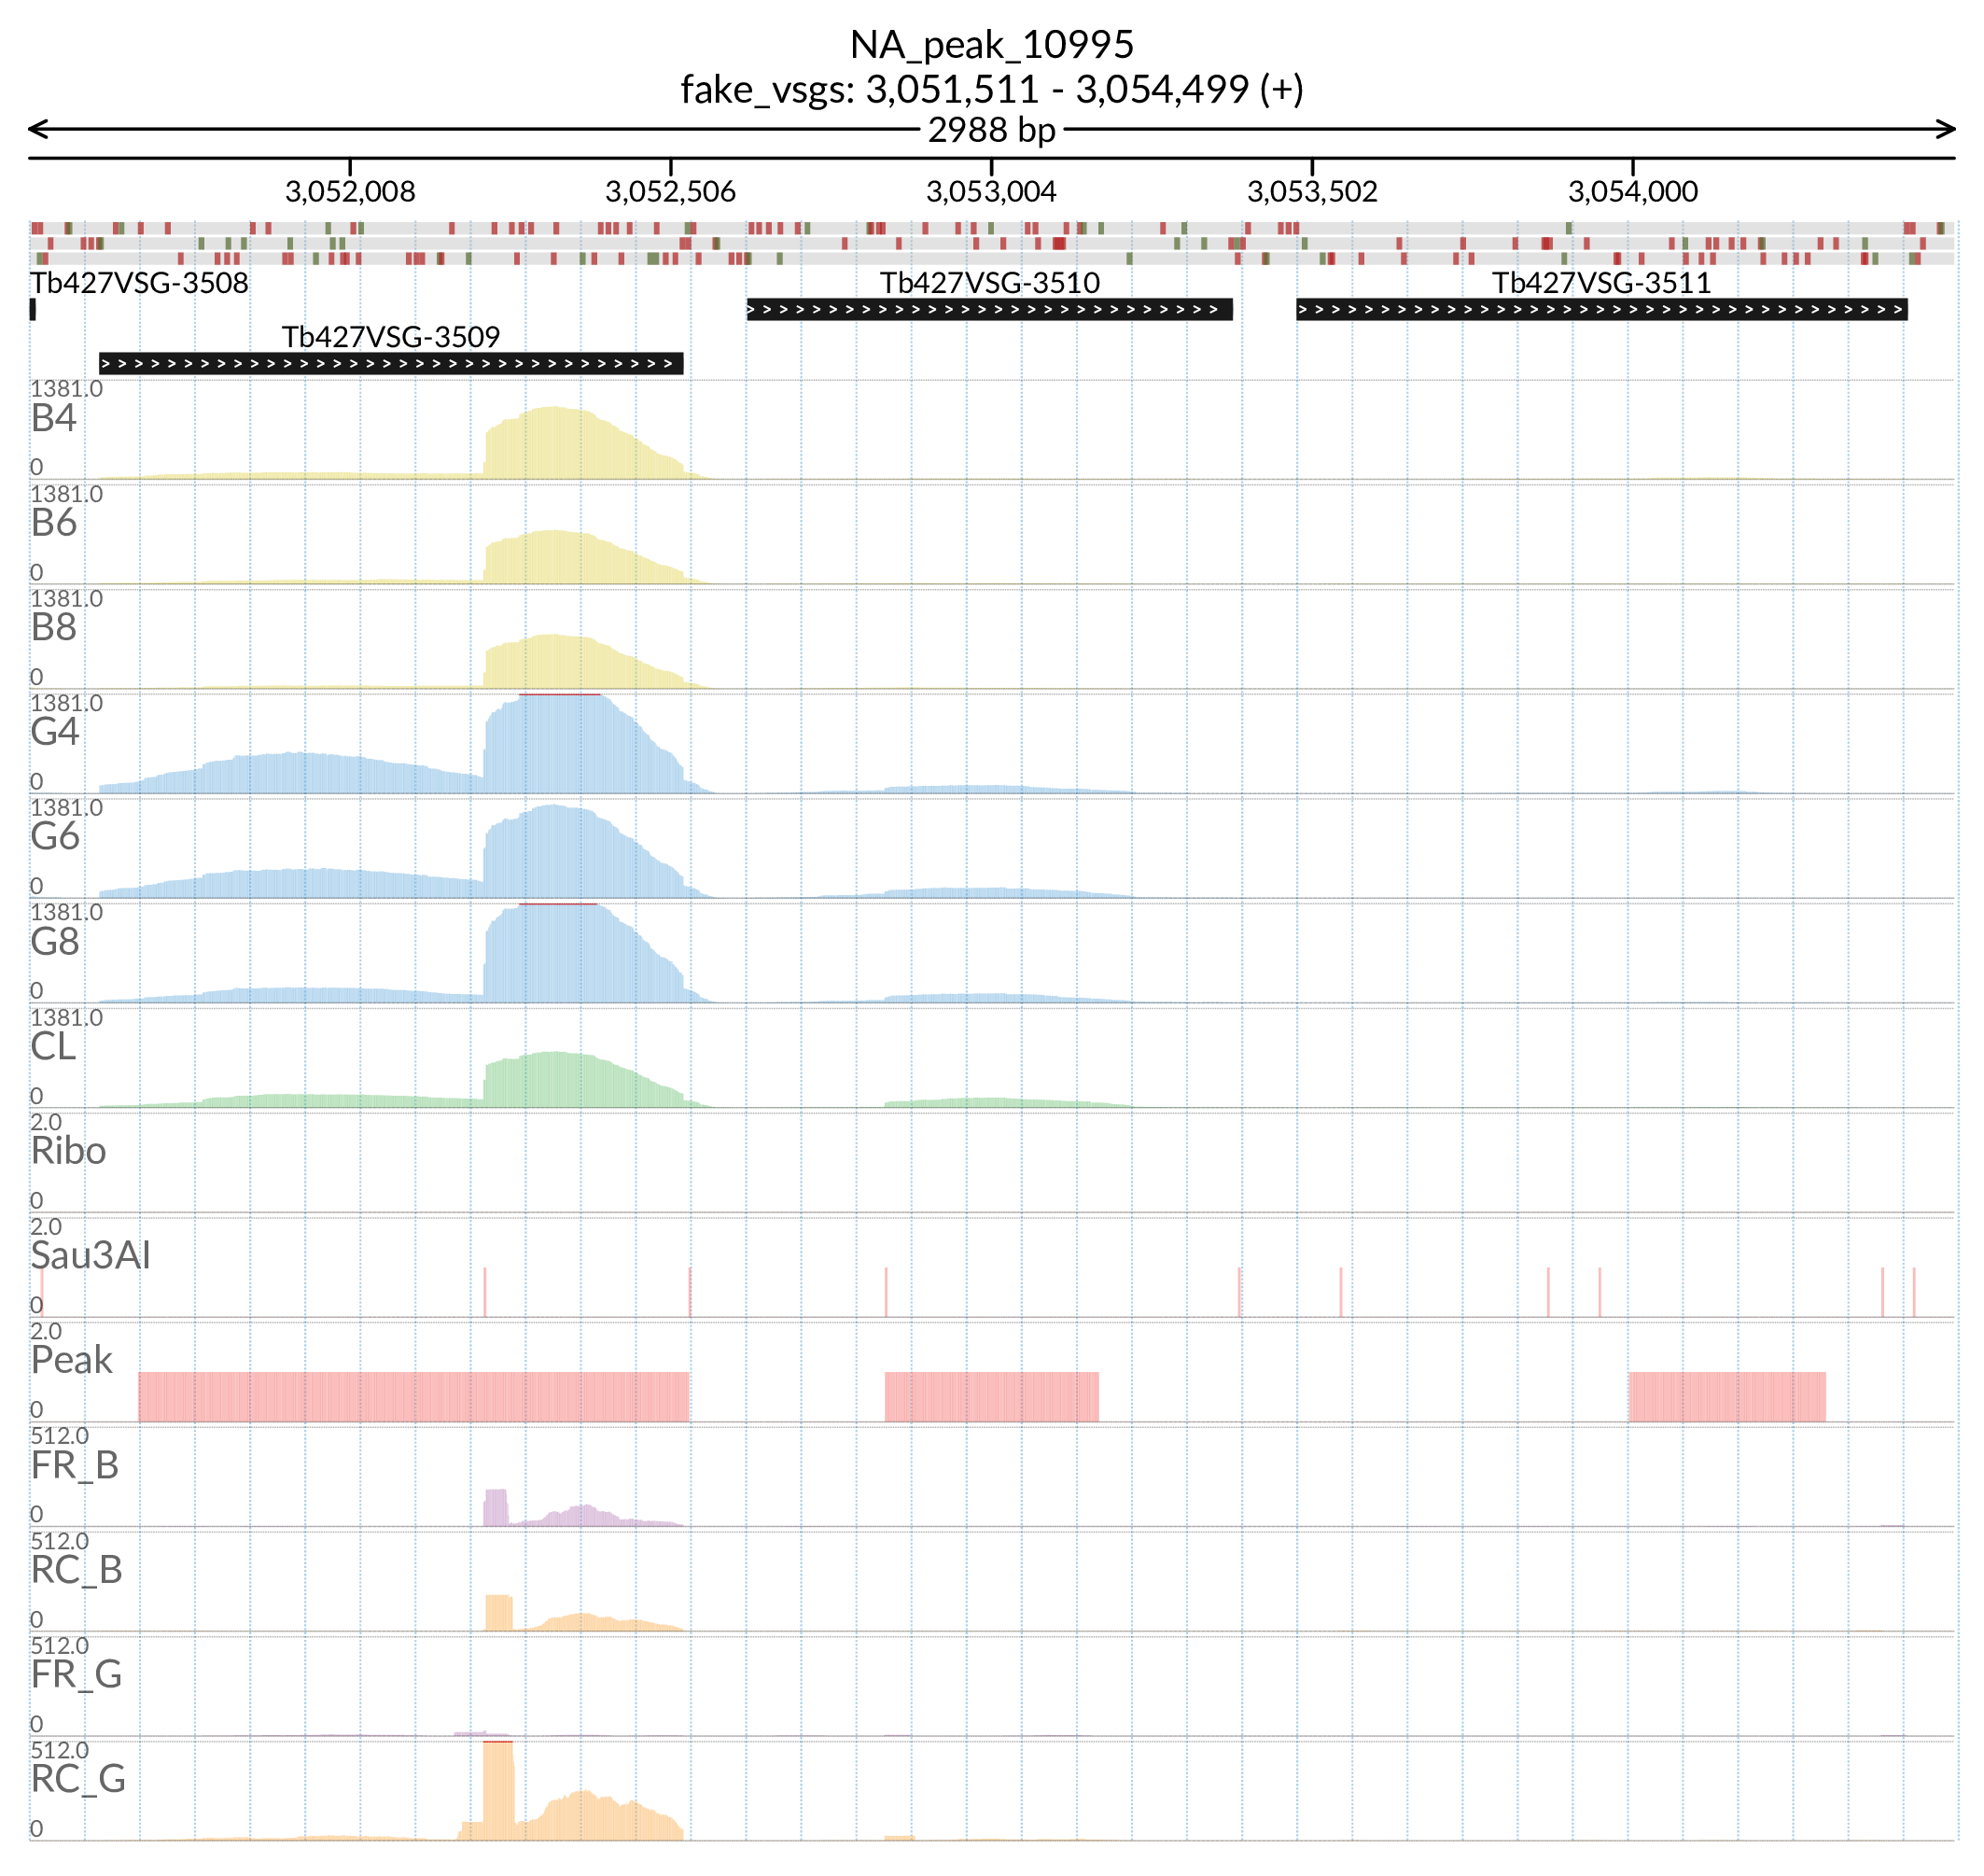 NA_peak_10995
fake_vsgs: 3,051,511 - 3,054,499 (+)
2988 bp
3,052,008 3,052,506 3,053,004 3,053,502 3,054,000
Tb427VSG-3508 Tb427VSG-3510 Tb427VSG-3511
Tb427VSG-3509
1381.0
B4
0
1381.0
B6
0
1381.0
B8
0
1381.0
G4
0
1381.0
G6
0
1381.0
G8
0
1381.0
CL
0
2.0
Ribo
0
2.0
Sau3AI
0
2.0
Peak
0
512.0
FR_B
0
512.0
RC_B
0
512.0
FR_G
0
512.0
RC_G
0